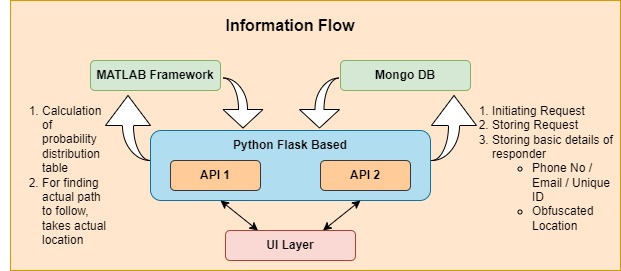 Information Flow
MATLAB Framework
Mongo DB
1. Calculation
of
probability
distribution
table
2. For finding
actual path
to follow,
takes actual
location
Python Flask Based
API 1
API 2
1. Initiating Request
2. Storing Request
3. Storing basic details of
responder
Phone No /
Email / Unique
ID
Obfuscated
Location
UI Layer